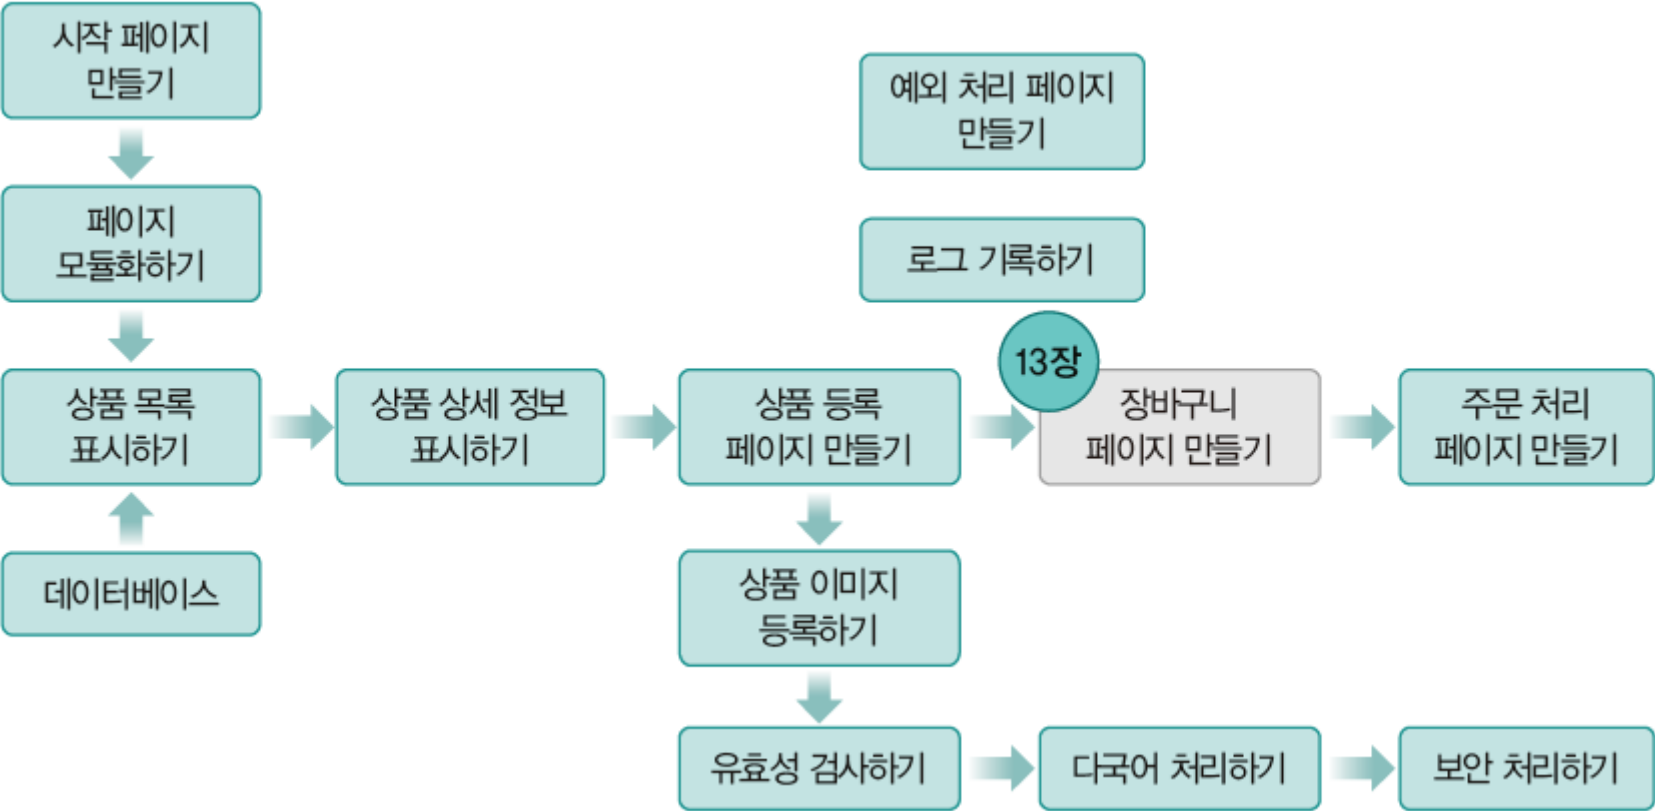 시작 페이지
만들기
예외 처리 페이지
만들기
페이지
모듈화하기
로그 기록하기
13장
상품 목록
표시하기
상품 상세 정보
표시하기
상품 등록
페이지 만들기
장바구니
페이지 만들기
주문 처리
페이지 만들기
데이터베이스
상품 이미지
등록하기
유효성 검사하기
다국어 처리하기
보안 처리하기